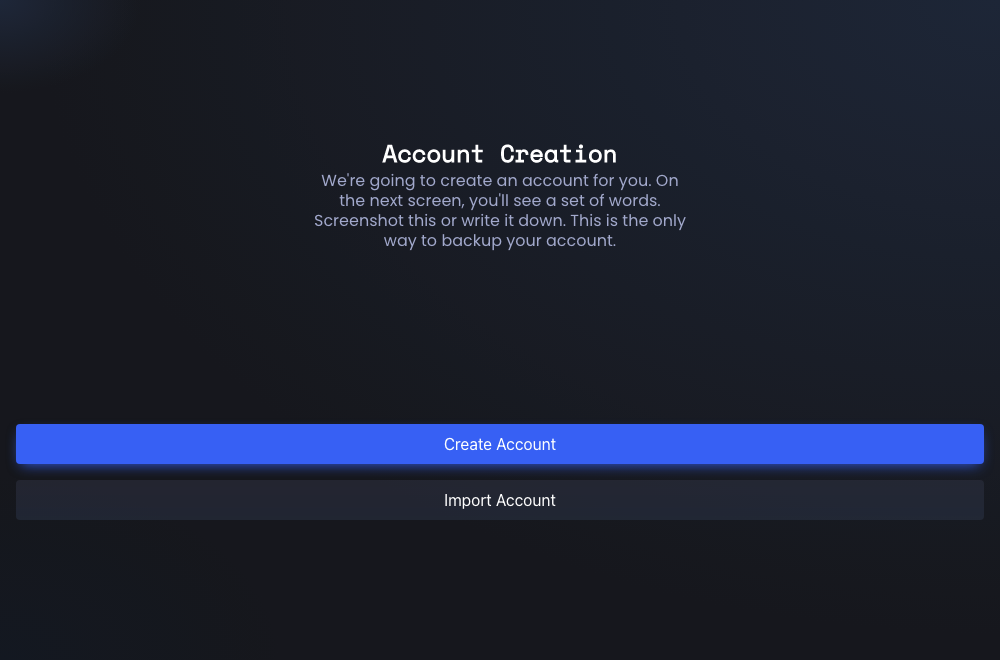 Account Creation
We're going to create an account for you. On
the next screen, you'll see a set of words.
Screenshot this or write it down. This is the only
way to backup your account.
Create Account
Import Account